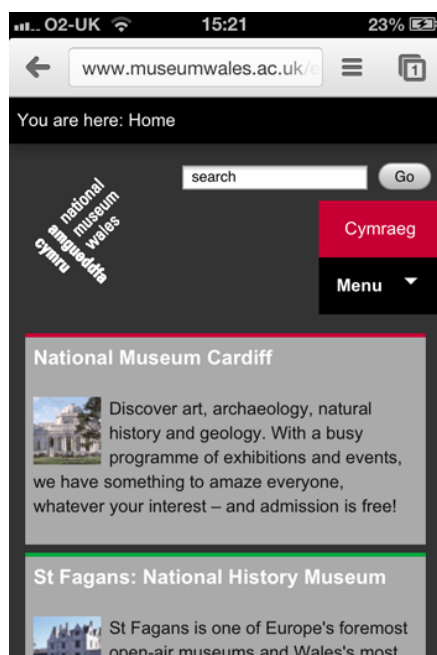 O2-UK 15:21 23%
www.museumwales.ac.uk/e
1
You are here: Home
search Go
national
museum
wales
amgueddfa
cymru
Cymraeg
Menu
National Museum Cardiff
Discover art, archaeology, natural
history and geology. With a busy
programme of exhibitions and events,
we have something to amaze everyone,
whatever your interest – and admission is free!
St Fagans: National History Museum
St Fagans is one of Europe's foremost
open-air museums and Wales's most